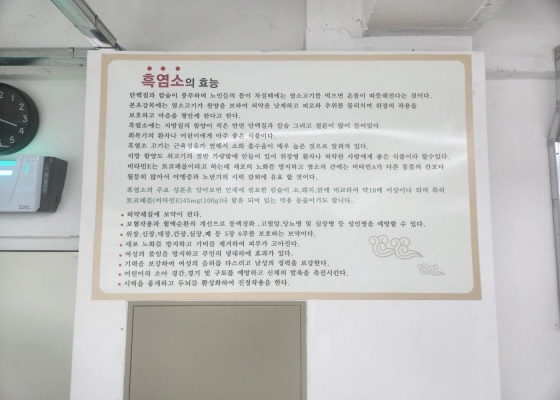 흑염소의 효능
단백질과 칼슘이 풍부하여 노인들의 몸이 차질때에는 염소고기를 먹으면 온몸이 따뜻해진다는 것이다.
본초강목에는 염소고기가 원양을 보하며 허약을 낫게하고 피로와 추위를 물리치며 위장의 작용을
보호하고 마음을 평안케 한다고 한다.
흑염소에는 지방질의 함량이 적은 반면 단백질과 칼슘 그리고 철분이 많이 들어있다.
회복기의 환자나 어린이에게 아주 좋은 식품이다.
흑염소 고기는 근육섬유가 연해서 소화 흡수율이 매우 높은 것으로 알려져 있다.
지방 함량도 쇠고기의 절반 가량밖에 안들어 있어 위장병 환자나 허약한 사람에게 좋은 식품이라 할수있다.
비타민E는 토코페롤이라고 하는데 세포의 노화를 방지하고 염소의 간에는 비타민A가 다른 동물의 간보다
월등히 많아서 야맹증과 노년기의 시력 감퇴에 유효 할 것이다.
흑염소의 주요 성분을 알아보면 인체에 필요한 칼슘이 소,돼지,닭에 비교하여 약10배 이상이나 되며 특히
토코페롤(비타민E)45mg(100g)나 함유 되어 있는 약용 동물이기도 합니다.
허약체질에 보약이 된다.
모혈작용과 혈액순환의 개선으로 동맥경화, 고혈압,당뇨병 및 심장병 등 성인병을 예방할 수 있다.
위장,신장,대장,간장,심장,폐 등 5장 6부를 보호하는 보약이다.
세포 노화를 방지하고 기미를 제거하여 피부가 고아진다.
여성의 불임을 방지하고 부인의 냉대하에 효과가 있다.
기력을 보강하여 여성의 음허를 다스리고 남성의 정력을 보강한다.
어린이의 소아 경간,경기 및 구토를 예방하고 신체의 발육을 촉진시킨다.
시력을 좋게하고 두뇌를 활성화하여 진정작용을 한다.